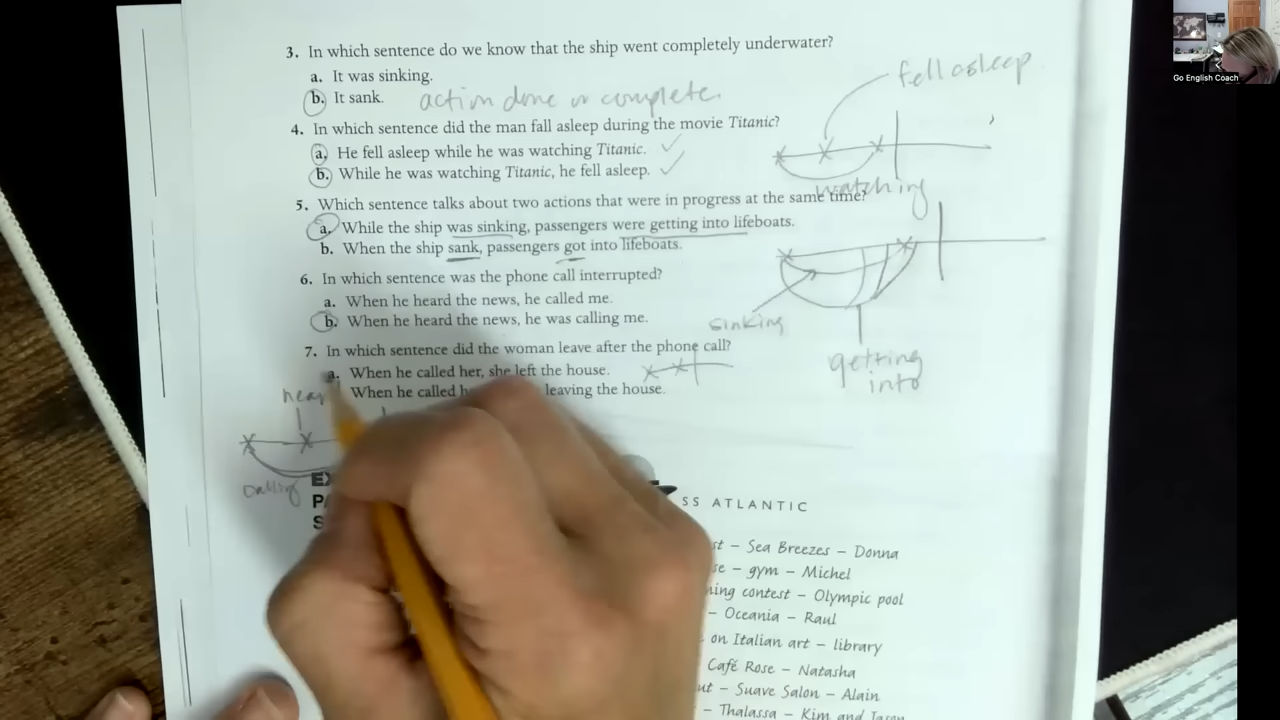 Go English Coach
3. In which sentence do we know that the ship went completely underwater?
a. It was sinking.
b. It sank. action done or complete.
fell asleep
4. In which sentence did the man fall asleep during the movie Titanic?
a. He fell asleep while he was watching Titanic.
b. While he was watching Titanic, he fell asleep.
watching
5. Which sentence talks about two actions that were in progress at the same time?
a. While the ship was sinking, passengers were getting into lifeboats.
b. When the ship sank, passengers got into lifeboats.
6. In which sentence was the phone call interrupted?
a. When he heard the news, he called me.
b. When he heard the news, he was calling me.
sinking
getting
into
7. In which sentence did the woman leave after the phone call?
a. When he called her, she left the house.
When he called leaving the house.
calling
SS ATLANTIC
– Sea Breezes – Donna
– gym – Michel
contest – Olympic pool
– Oceania – Raul
on Italian art – library
Café Rose – Natasha
– Suave Salon – Alain
– Thalassa – Kim and Jason